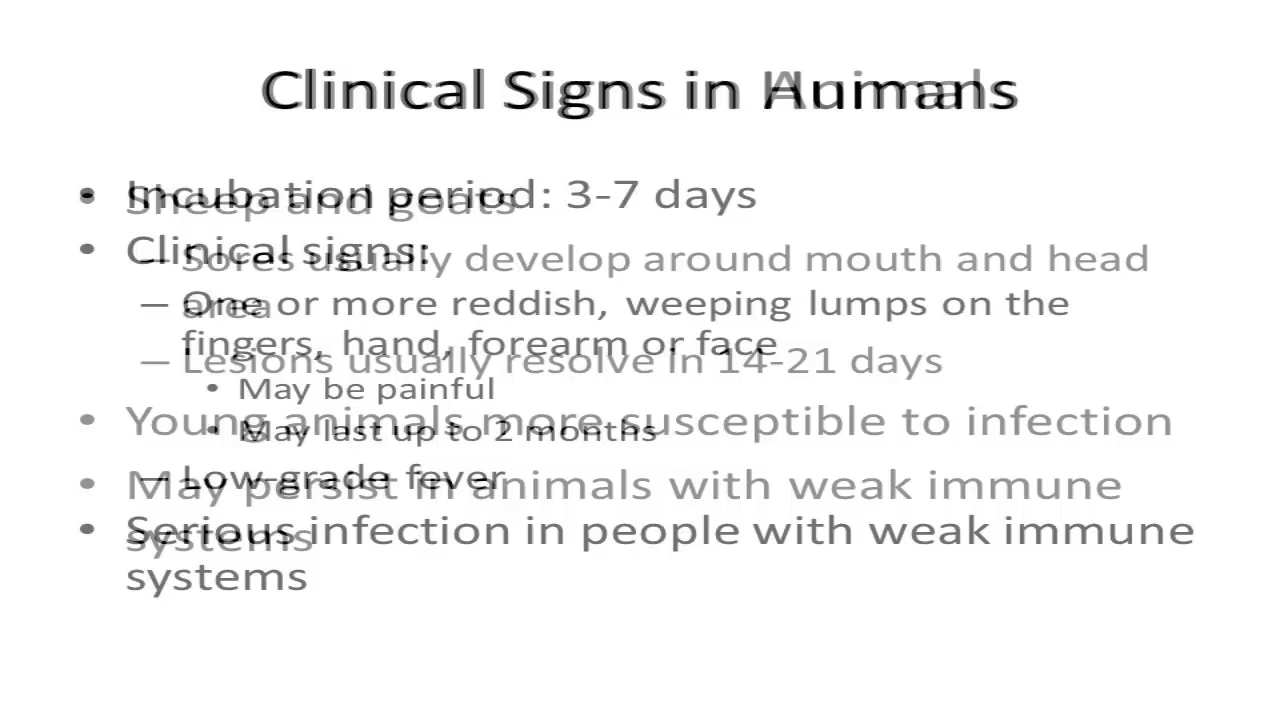 Clinical Signs in Humans
• Incubation period: 3-7 days
• Clinical signs:
– One or more reddish, weeping lumps on the
fingers, hand, forearm or face
• May be painful
• May last up to 2 months
– Low-grade fever
• Serious infection in people with weak immune
systems
Clinical Signs in Animals
• Sheep and goats
– Sores usually develop around mouth and head
area
– Lesions usually resolve in 14-21 days
• Young animals more susceptible to infection
• May persist in animals with weak immune
systems